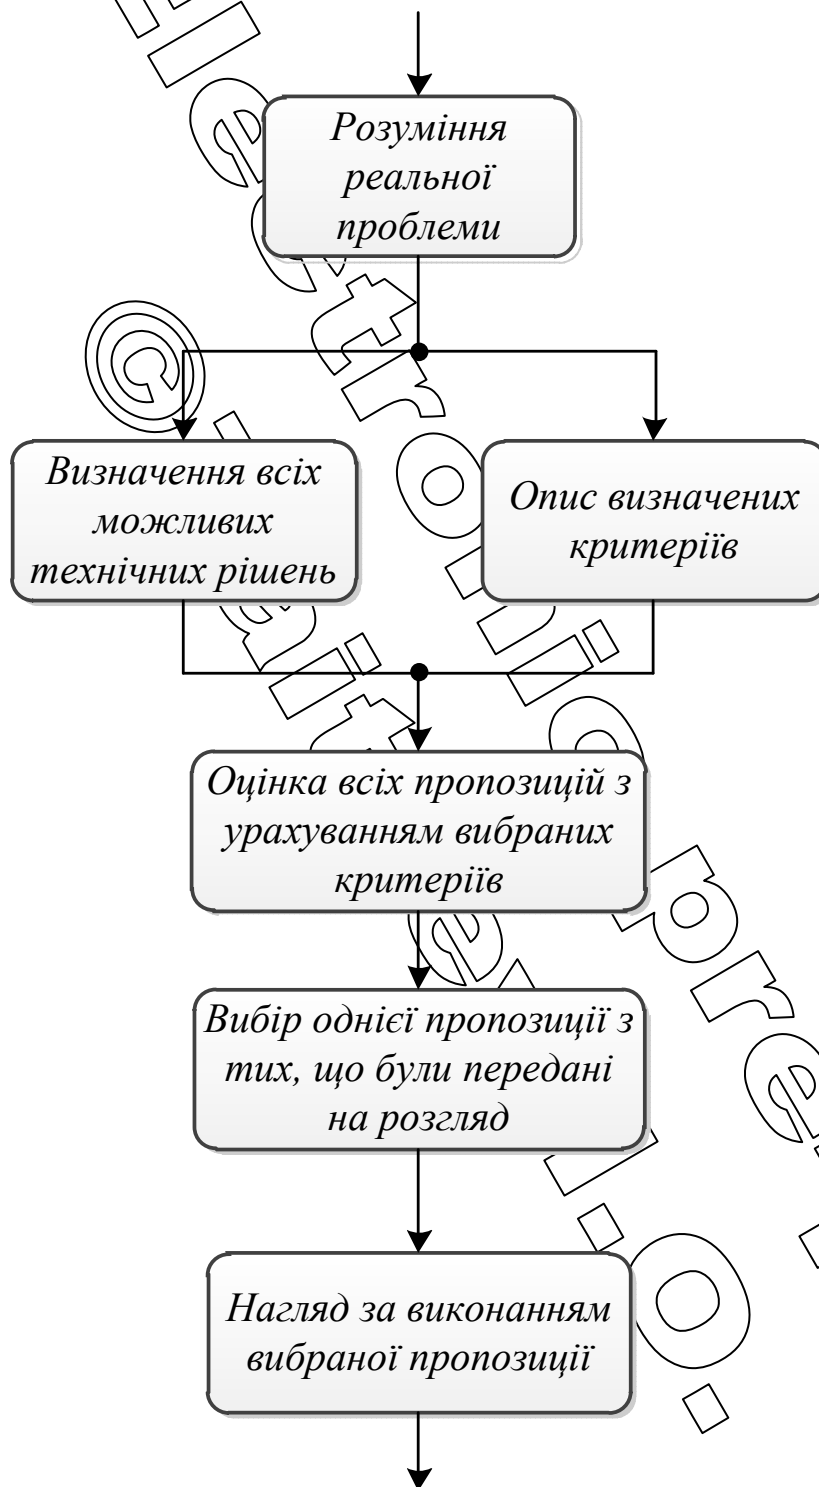 Розуміння
реальної
проблеми
Визначення всіх
можливих
технічних рішень
Опис визначених
критеріїв
Оцінка всіх пропозицій з
урахуванням вибраних
критеріїв
Вибір однієї пропозиції з
тих, що були передані
на розгляд
Нагляд за виконанням
вибраної пропозиції